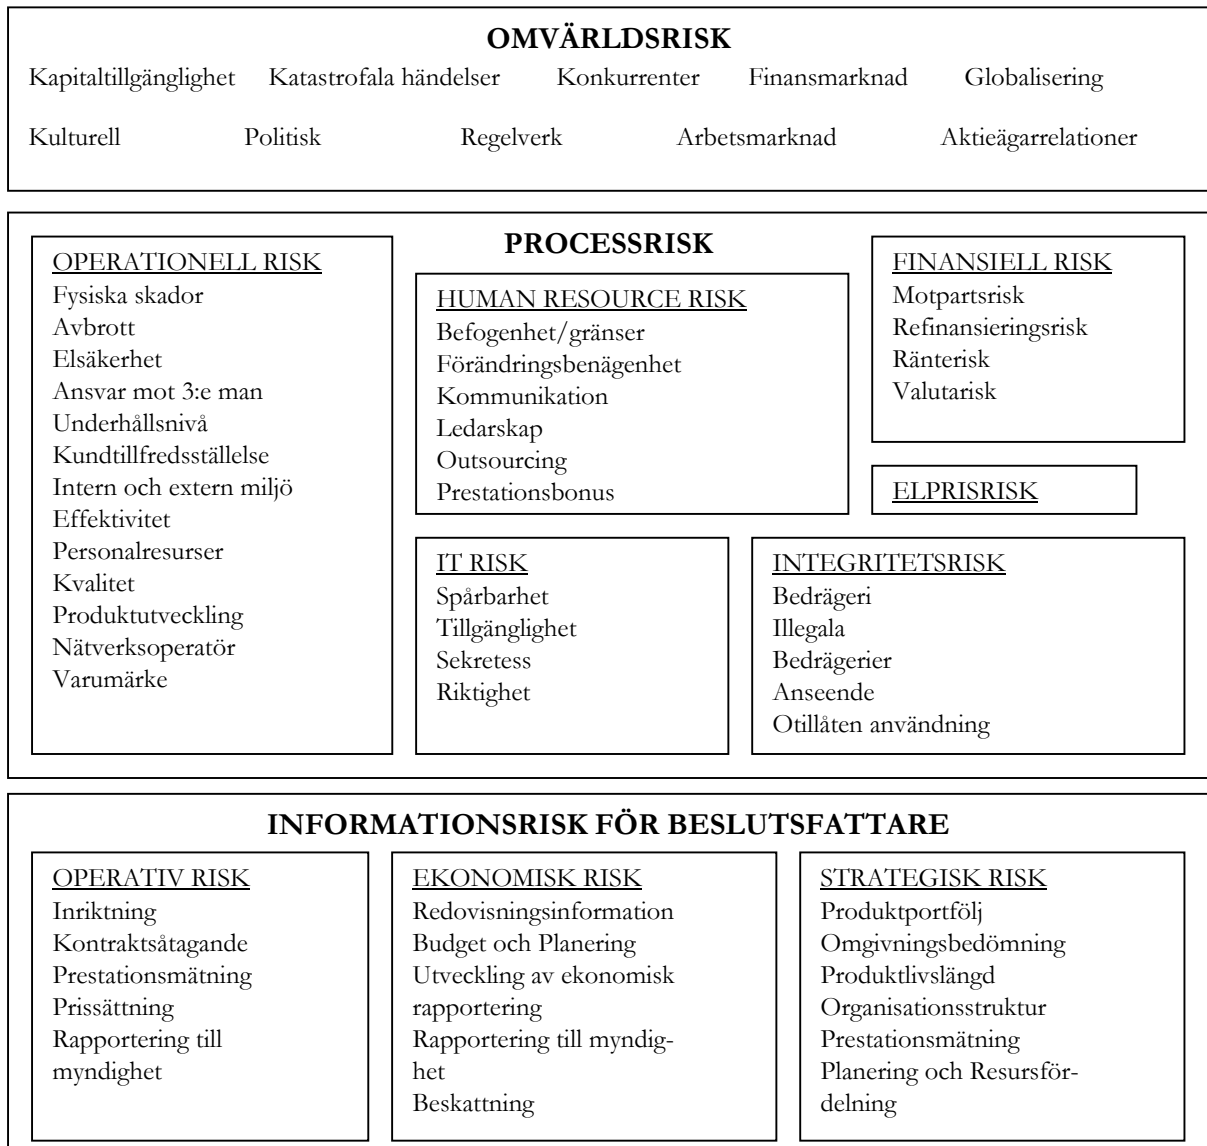 OMVÄRLDSRISK
Kapitaltillgänglighet Katastrofala händelser Konkurrenter Finansmarknad Globalisering
Kulturell Politisk Regelverk Arbetsmarknad Aktieägarrelationer
PROCESSRISK
OPERATIONELL RISK
Fysiska skador
Avbrott
Elsäkerhet
Ansvar mot 3:e man
Underhållsnivå
Kundtillfredsställelse
Intern och extern miljö
Effektivitet
Personalresurser
Kvalitet
Produktutveckling
Nätverksoperatör
Varumärke
HUMAN RESOURCE RISK
Befogenhet/gränser
Förändringsbenägenhet
Kommunikation
Ledarskap
Outsourcing
Prestationsbonus
FINANSIELL RISK
Motpartsrisk
Refinansieringsrisk
Ränterisk
Valutarisk
ELPRISRISK
IT RISK
Spårbarhet
Tillgänglighet
Sekretess
Riktighet
INTEGRITETSRISK
Bedrägeri
Illegala
Bedrägerier
Anseende
Otillåten användning
INFORMATIONSRISK FÖR BESLUTSFATTARE
OPERATIV RISK
Inriktning
Kontraktsåtagande
Prestationsmätning
Prissättning
Rapportering till
myndighet
EKONOMISK RISK
Redovisningsinformation
Budget och Planering
Utveckling av ekonomisk
rapportering
Rapportering till myndig-
het
Beskattning
STRATEGISK RISK
Produktportfölj
Omgivningsbedömning
Produktlivslängd
Organisationsstruktur
Prestationsmätning
Planering och Resursför-
delning